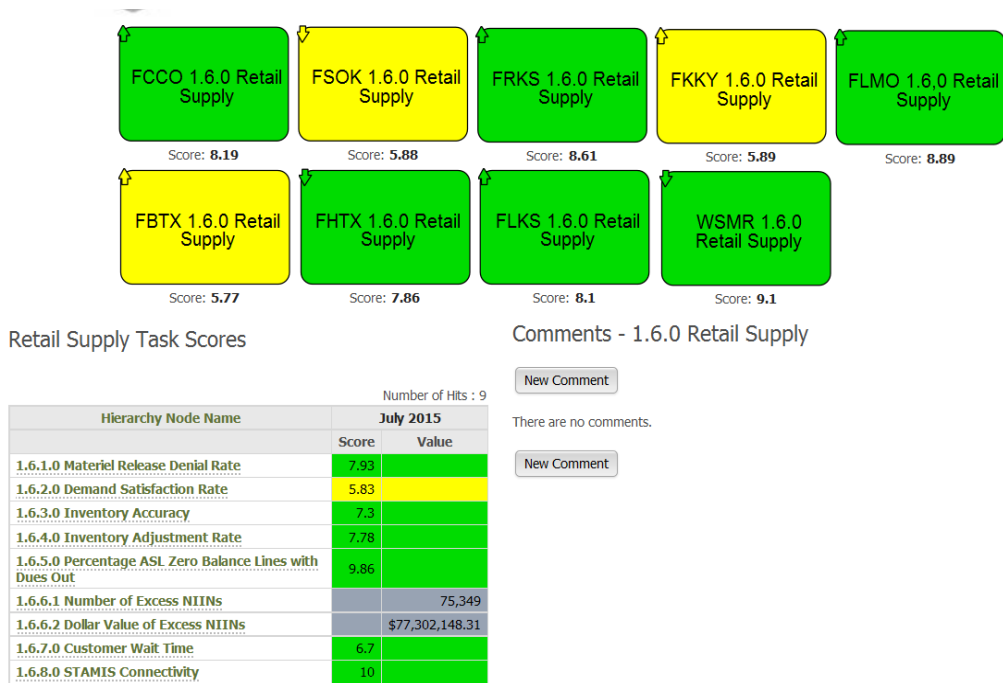 FCCO 1.6.0 Retail
Supply
FSOK 1.6.0 Retail
Supply
FRKS 1.6.0 Retail
Supply
FKKY 1.6.0 Retail
Supply
FLMO 1.6,0 Retail
Supply
Score: 8.19
Score: 5.88
Score: 8.61
Score: 5.89
Score: 8.89
FBTX 1.6.0 Retail
Supply
FHTX 1.6.0 Retail
Supply
FLKS 1.6.0 Retail
Supply
WSMR 1.6.0
Retail Supply
Score: 5.77
Score: 7.86
Score: 8.1
Score: 9.1
Retail Supply Task Scores
Number of Hits : 9
Hierarchy Node Name July 2015
Score Value
1.6.1.0 Materiel Release Denial Rate 7.93
1.6.2.0 Demand Satisfaction Rate 5.83
1.6.3.0 Inventory Accuracy 7.3
1.6.4.0 Inventory Adjustment Rate 7.78
1.6.5.0 Percentage ASL Zero Balance Lines with
Dues Out 9.86
1.6.6.1 Number of Excess NIINs 75,349
1.6.6.2 Dollar Value of Excess NIINs $77,302,148.31
1.6.7.0 Customer Wait Time 6.7
1.6.8.0 STAMIS Connectivity 10
Comments - 1.6.0 Retail Supply
New Comment
There are no comments.
New Comment